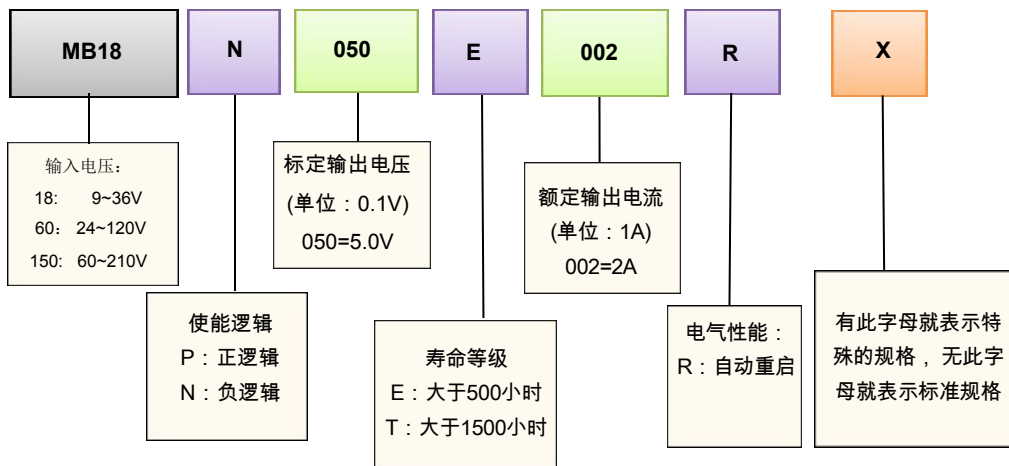 MB18
N
050
E
002
R
X
输入电压：
18: 9~36V
60： 24~120V
150: 60~210V
使能逻辑
P：正逻辑
N：负逻辑
标定输出电压
(单位：0.1V)
050=5.0V
寿命等级
E：大于500小时
T：大于1500小时
额定输出电流
(单位：1A)
002=2A
电气性能：
R：自动重启
有此字母就表示特
殊的规格，无此字
母就表示标准规格